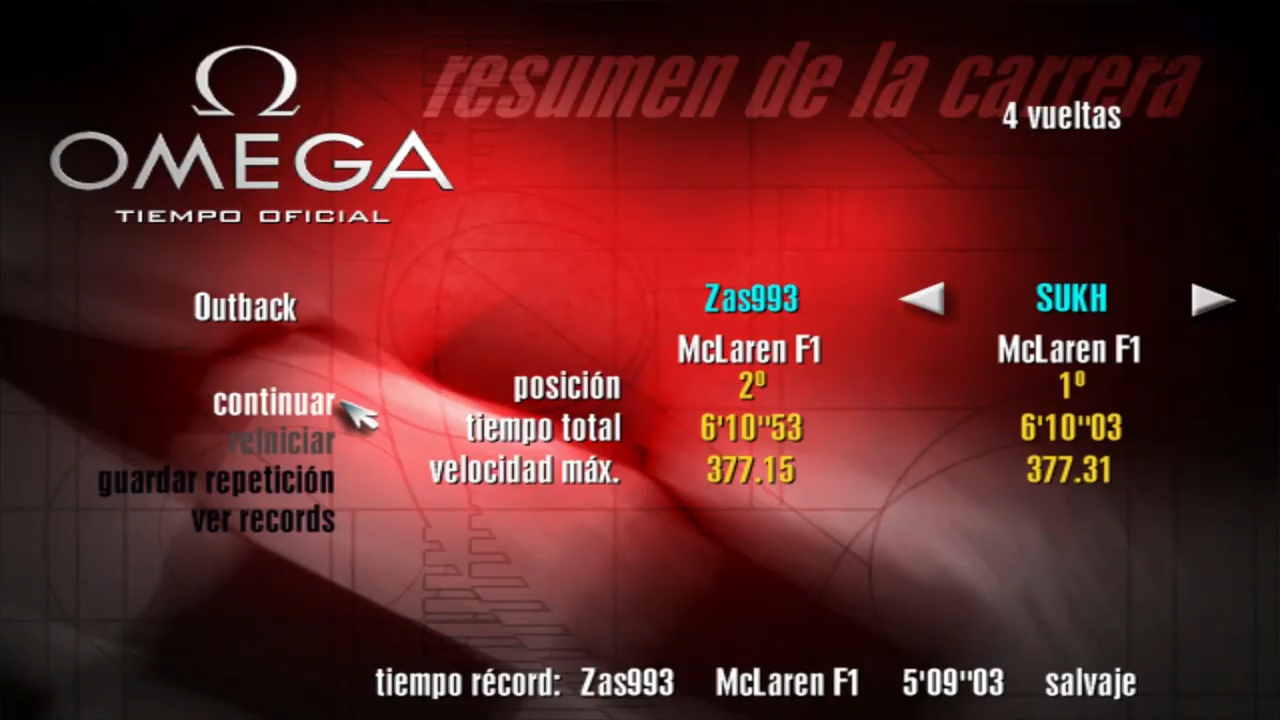 resumen de la carrera
4 vueltas
Ω
OMEGA
TIEMPO OFICIAL
Outback
Zas993
SUKH
McLaren F1
McLaren F1
posición
2º
1º
continuar
tiempo total
6'10"53
6'10"03
reiniciar
velocidad máx.
377.15
377.31
guardar repetición
ver records
tiempo récord: Zas993 McLaren F1 5'09"03 salvaje